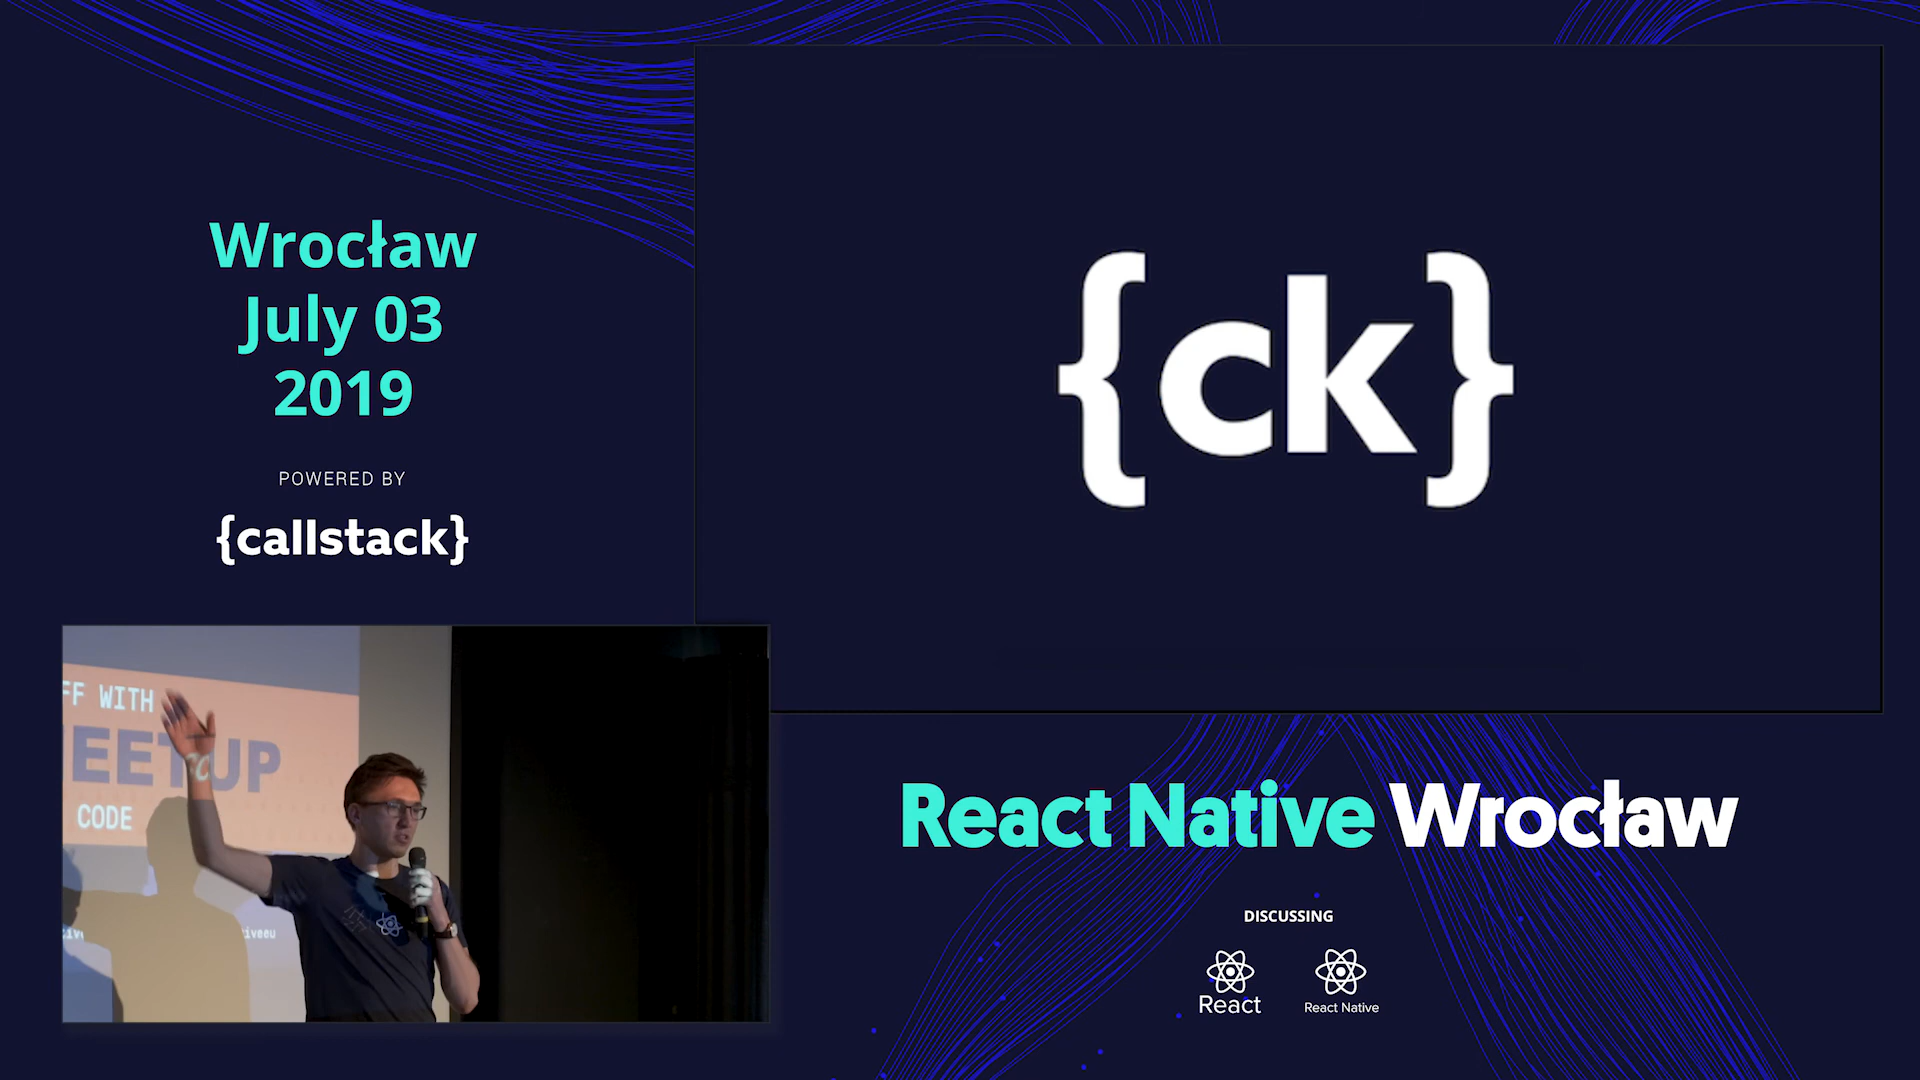 Wrocław
July 03
2019
POWERED BY
{callstack}
{ck}
WITH
CODE
React Native Wrocław
DISCUSSING
React
React Native